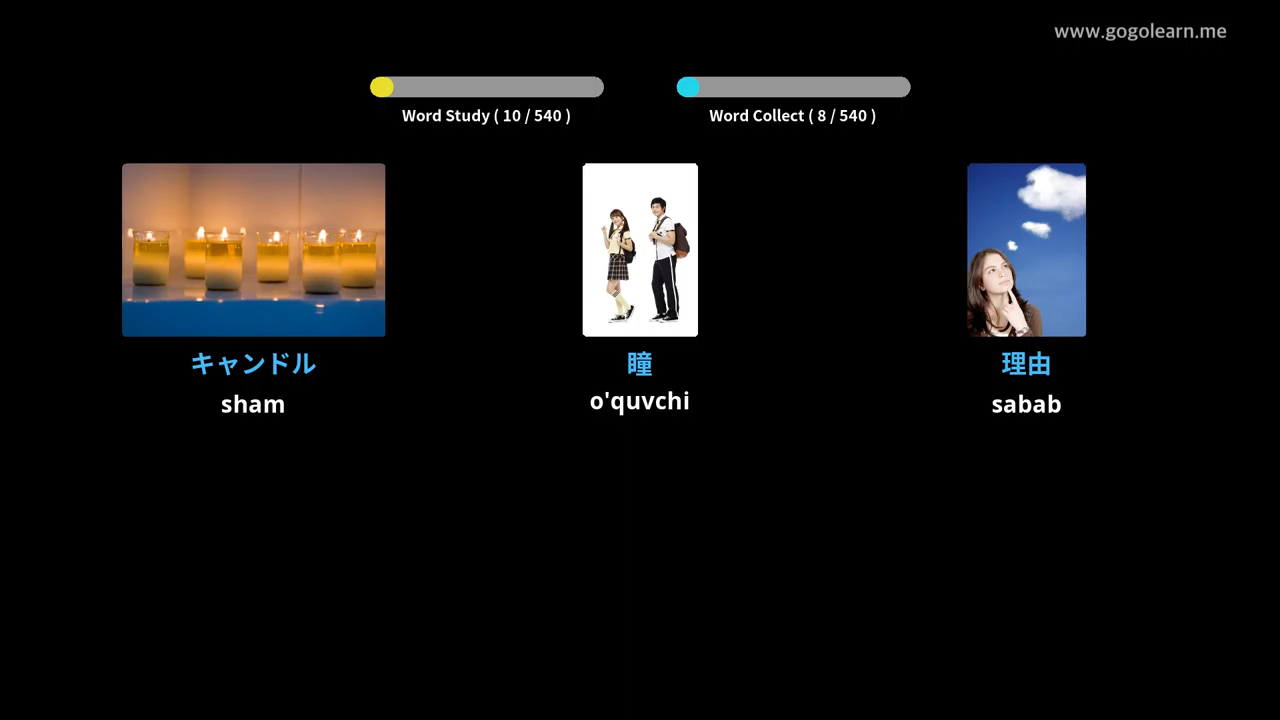 www.gogolearn.me
Word Study ( 10 / 540 )
Word Collect ( 8 / 540 )
キャンドル
瞳
理由
sham
o'quvchi
sabab